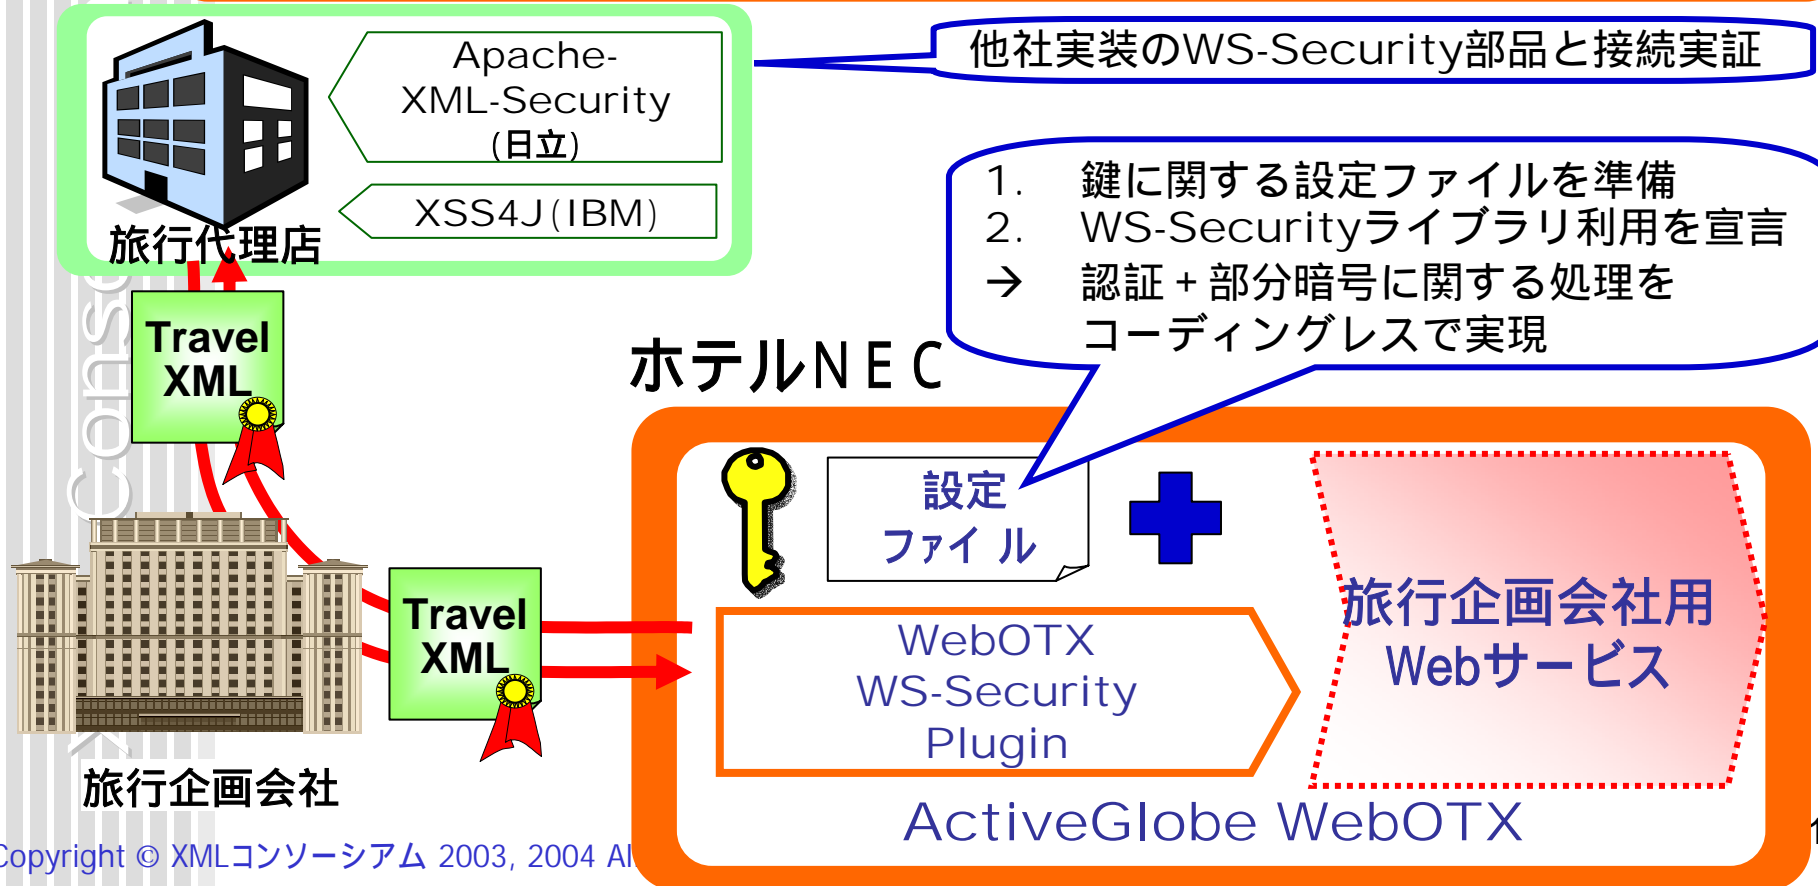 他社実装のWS-Security部品と接続実証
Apache-
XML-Security
(日立)
XSS4J(IBM)
旅行代理店
1. 鍵に関する設定ファイルを準備
2. WS-Securityライブラリ利用を宣言
→ 認証+部分暗号に関する処理を
コーディングレスで実現
Travel
XML
ホテルNEC
設定
ファイル
Travel
XML
WebOTX
WS-Security
Plugin
旅行企画会社用
Webサービス
旅行企画会社
ActiveGlobe WebOTX
Copyright © XMLコンソーシアム 2003, 2004 Al